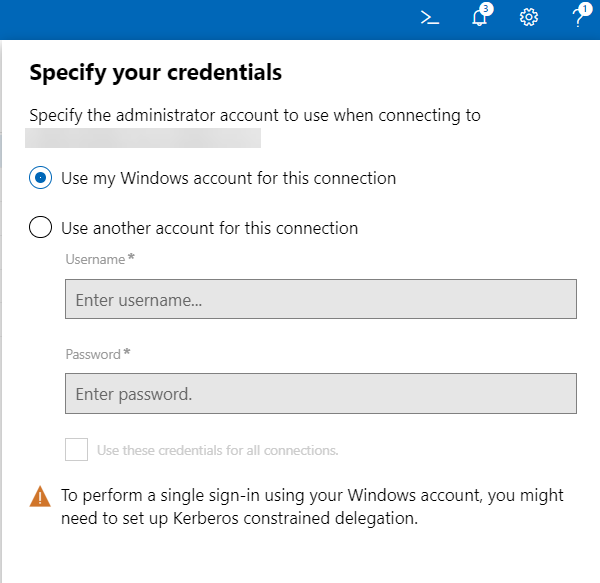 3
1
Specify your credentials
Specify the administrator account to use when connecting to
Use my Windows account for this connection
Use another account for this connection
Username*
Enter username...
Password*
Enter password.
Use these credentials for all connections.
To perform a single sign-in using your Windows account, you might
need to set up Kerberos constrained delegation.